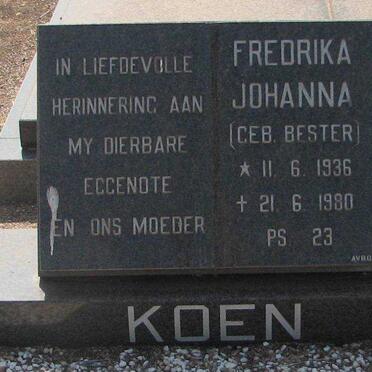 IN LIEFDEVOLLE
HERINNERING AAN
MY DIERBARE
EGGENOTE
EN ONS MOEDER
FREDRIKA
JOHANNA
(GEB. BESTER)
★ 11. 6. 1936
✝ 21. 6. 1980
PS 23
KOEN